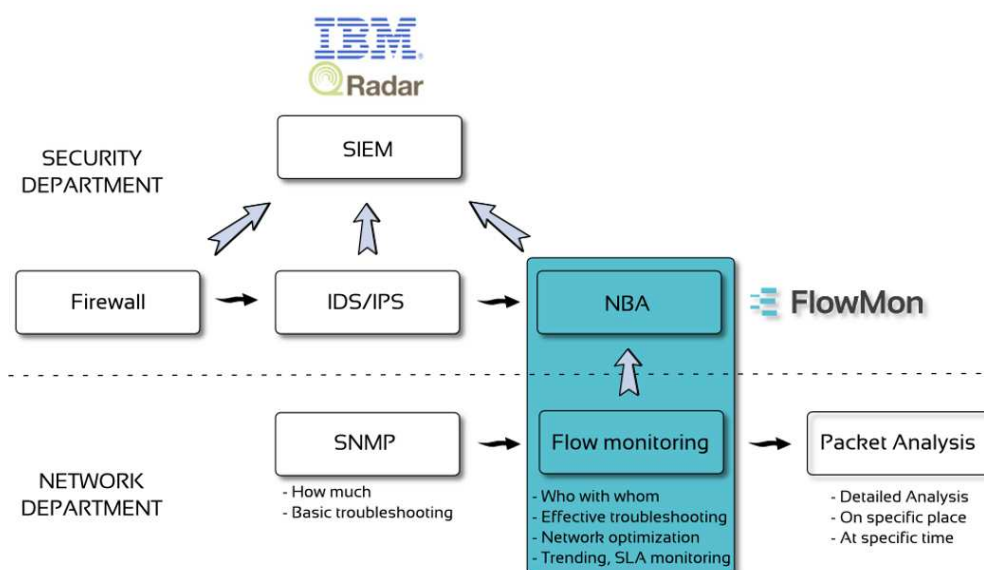 IBM®
QRadar
SIEM
SECURITY
DEPARTMENT
Firewall
IDS/IPS
NBA
FlowMon
SNMP
Flow monitoring
Packet Analysis
NETWORK
DEPARTMENT
- How much
- Basic troubleshooting
- Who with whom
- Effective troubleshooting
- Network optimization
- Trending, SLA monitoring
- Detailed Analysis
- On specific place
- At specific time